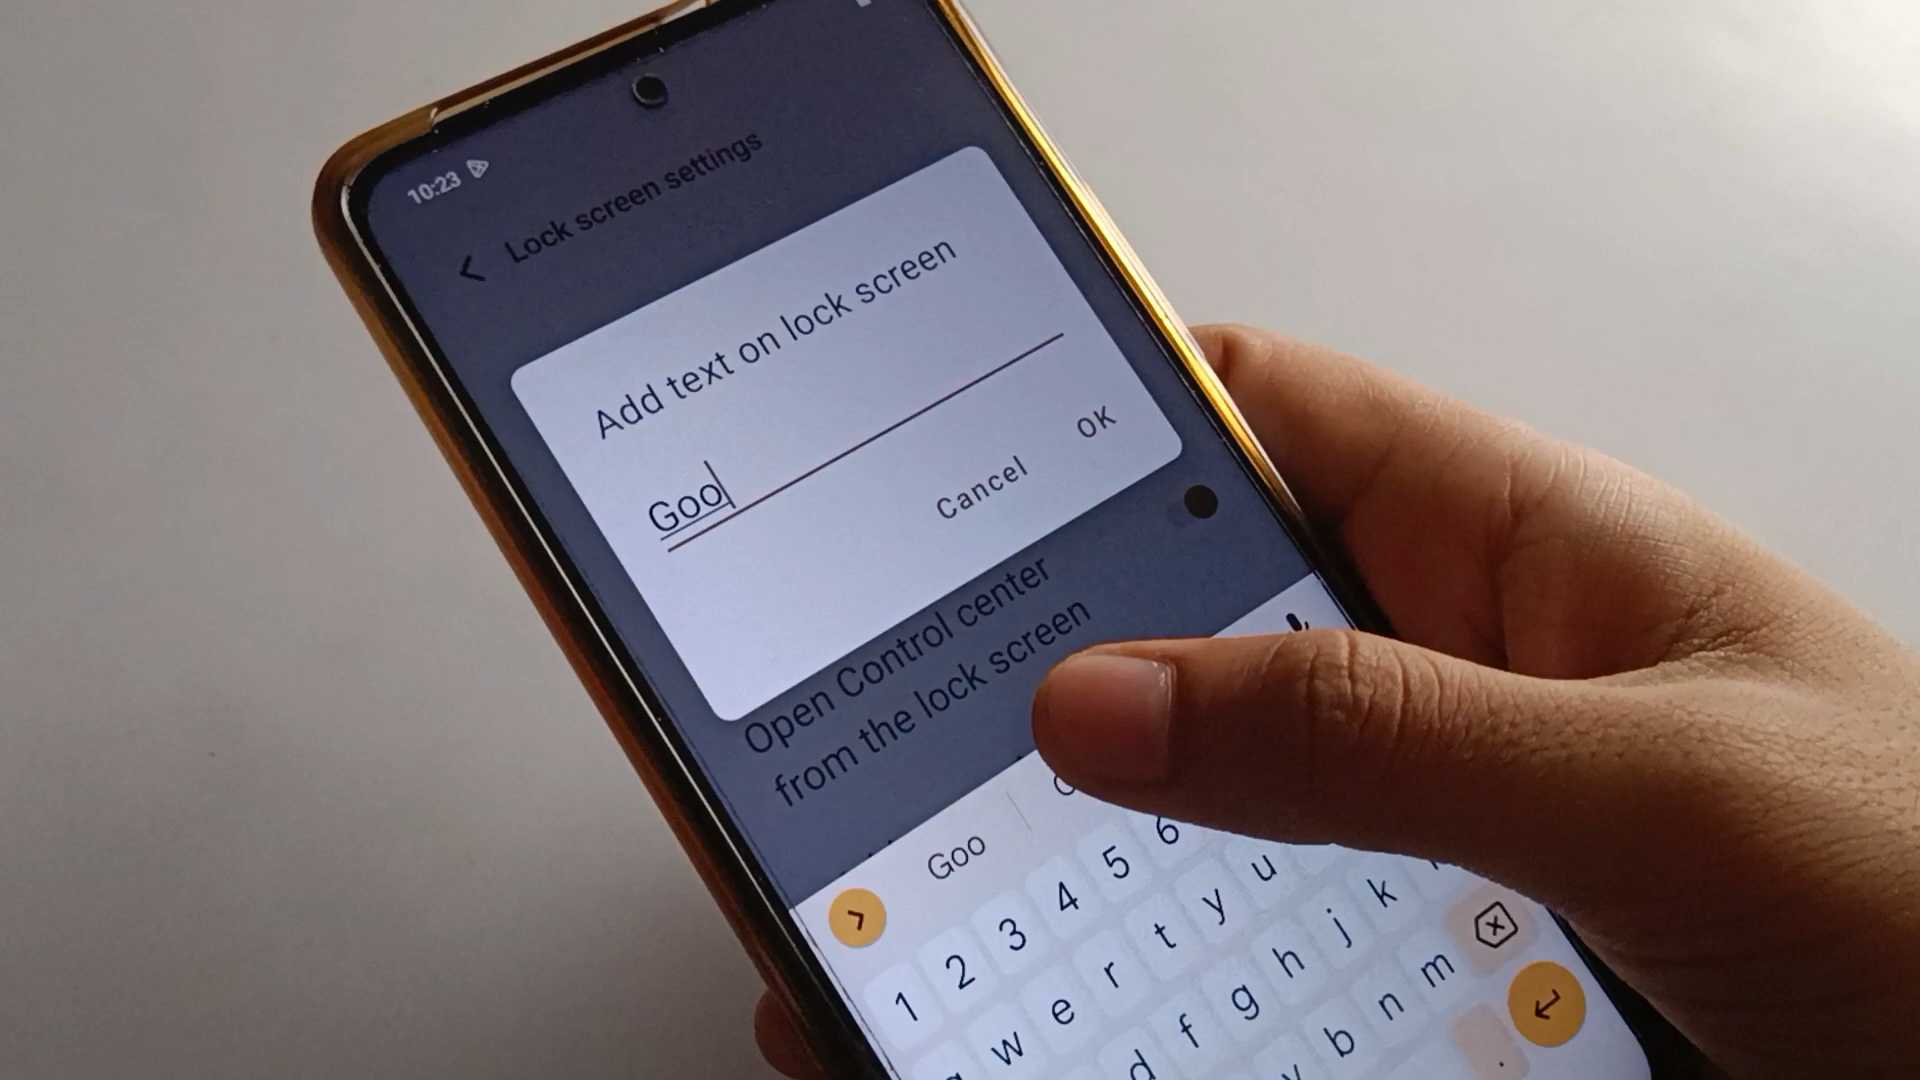 10:23
Lock screen settings
Add text on lock screen
Goo
Cancel OK
Open Control center
from the lock screen
Goo
1 2 3 4 5 6
w e r t y u
d f g h j k
b n m
.